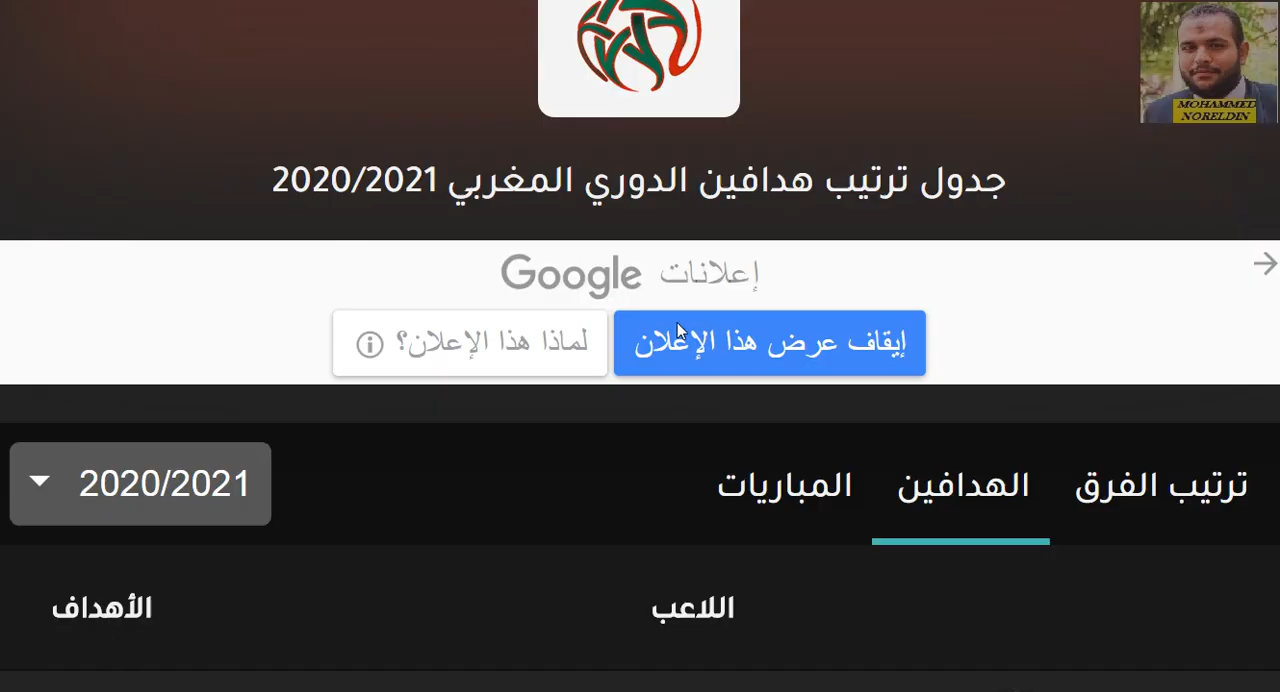 MOHAMMED
NORELDIN
جدول ترتيب هدافين الدوري المغربي 2020/2021
إعلانات Google
إيقاف عرض هذا الإعلان
لماذا هذا الإعلان؟
ترتيب الفرق
الهدافين
المباريات
2020/2021
اللاعب
الأهداف